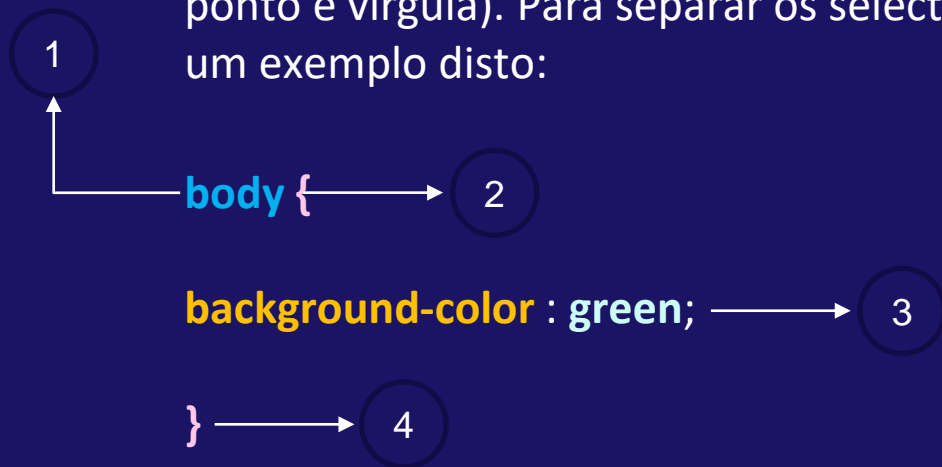 ponto e vírgula). Para separar os select
1
um exemplo disto:
body { 2
background-color : green; 3
} 4